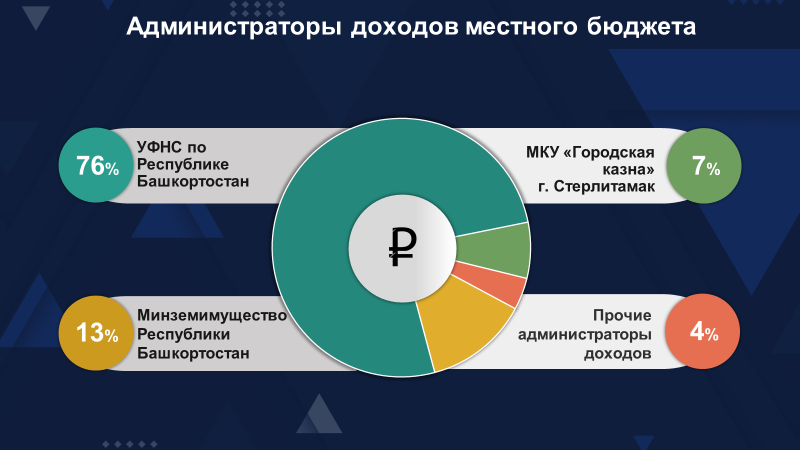 Администраторы доходов местного бюджета
76%
УФНС по
Республике
Башкортостан
МКУ «Городская
казна»
г. Стерлитамак
7%
₽
13%
Минземимущество
Республики
Башкортостан
Прочие
администраторы
доходов
4%